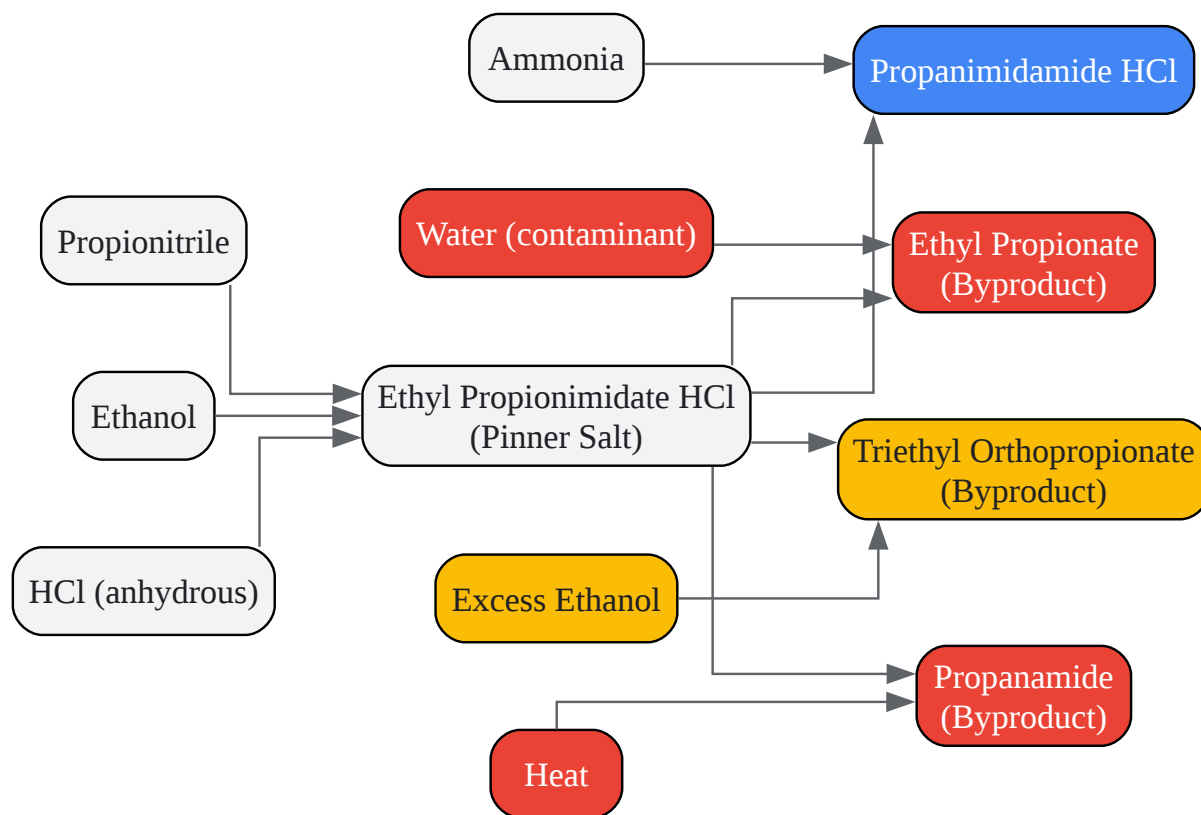 Ammonia
Propanimidamide HCl
Propionitrile
Water (contaminant)
Ethyl Propionate
(Byproduct)
Ethanol
Ethyl Propionimidate HCl
(Pinner Salt)
Triethyl Orthopropionate
(Byproduct)
HCl (anhydrous)
Excess Ethanol
Propanamide
(Byproduct)
Heat